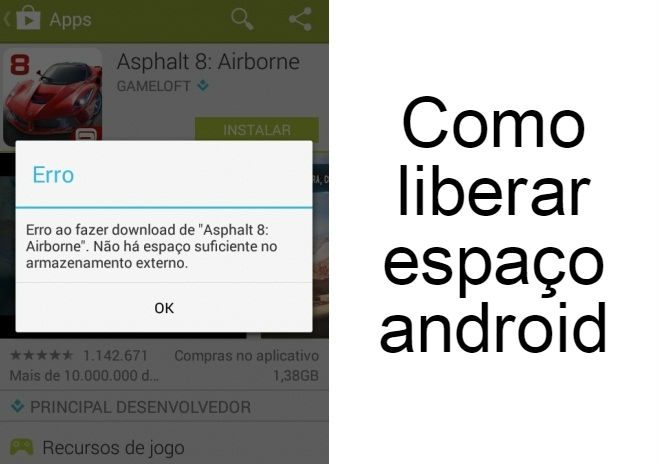 Apps
8
Asphalt 8: Airborne
GAMELOFT
INSTALAR
Erro
Erro ao fazer download de "Asphalt 8:
Airborne". Não há espaço suficiente no
armazenamento externo.
OK
1.142.671 Compras no aplicativo
Mais de 10.000.000 d... 1,38GB
PRINCIPAL DESENVOLVEDOR
Recursos de jogo
Como
liberar
espaço
android